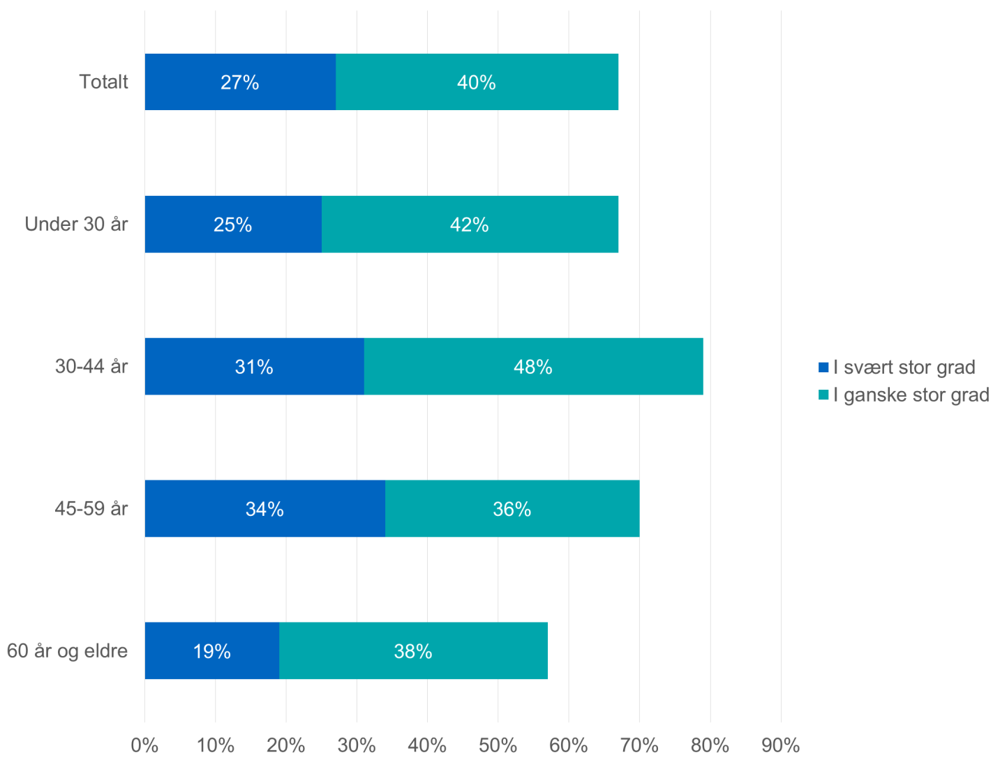 Totalt
27%
40%
Under 30 år
25%
42%
30-44 år
31%
48%
45-59 år
34%
36%
60 år og eldre
19%
38%
0% 10% 20% 30% 40% 50% 60% 70% 80% 90%
I svært stor grad
I ganske stor grad